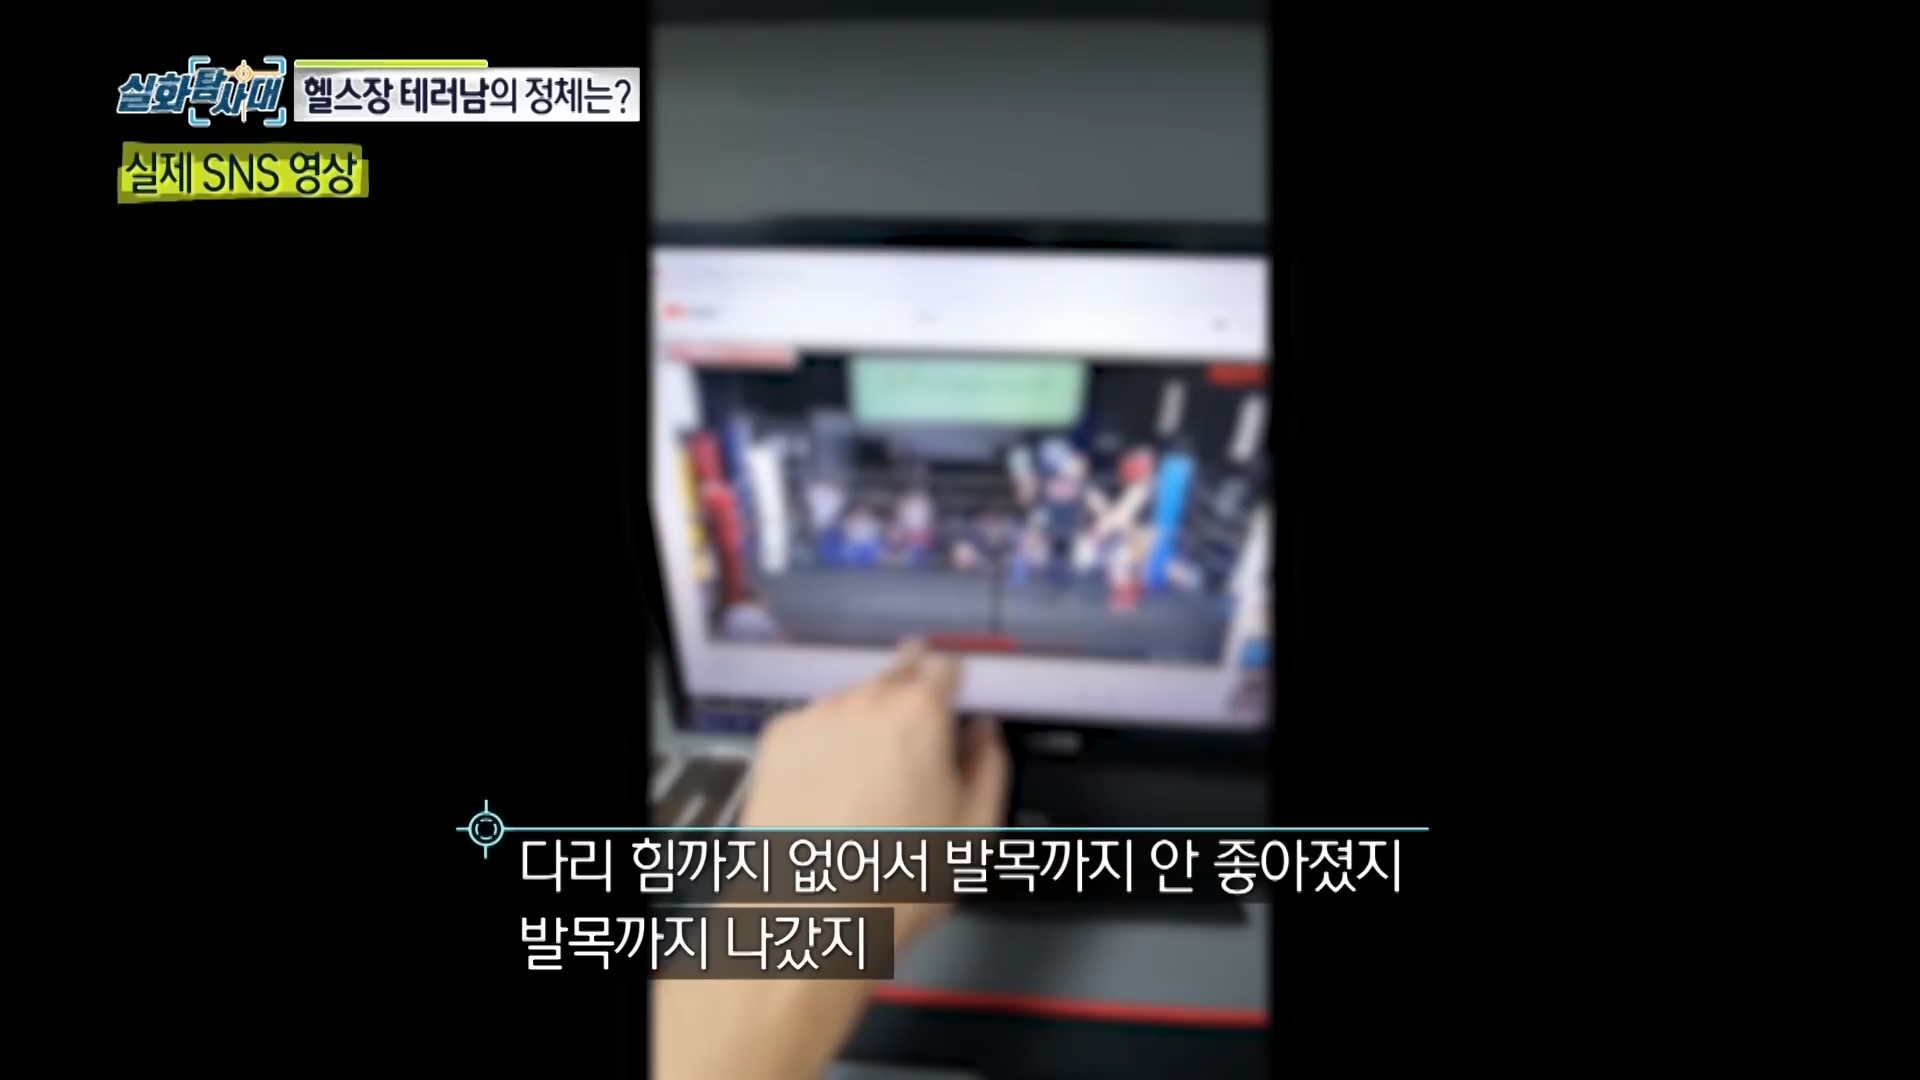 실화탐사대
헬스장 테러남의 정체는?
실제 SNS 영상
다리 힘까지 없어서 발목까지 안 좋아졌지
발목까지 나갔지